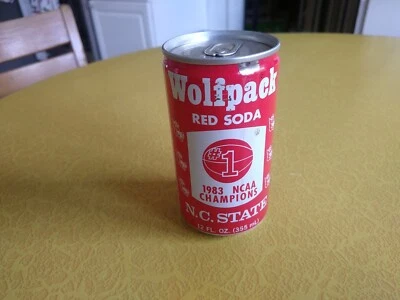 Wolfpack
RED SODA
#1
1983 NCAA
CHAMPIONS
N.C. STATE
12 FL. OZ. (355 mL)